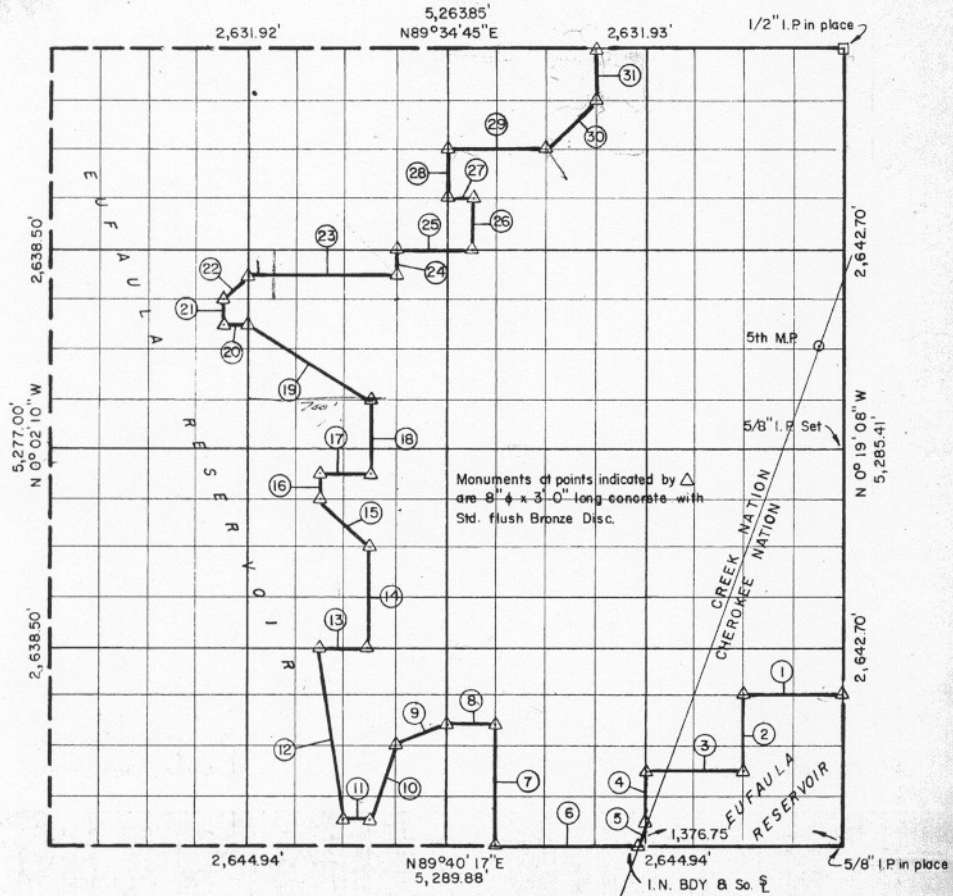 5,263.85'
2,631.92'
N89°34'45"E
2,631.93'
1/2" I.P. in place
31
30
29
28
27
26
25
24
23
22
21
20
19
18
17
16
15
14
13
12
11
10
9
8
7
6
5
4
3
2
1
EUFAULA
RESERVOIR
2,638.50'
5,277.00'
N 0°02'10" W
2,638.50'
2,642.70'
5th M.P.
5/8" I.P. Set
N 0°19'08" W
5,285.41'
2,642.70'
700'
Monuments at points indicated by △
are 8" ϕ x 3' 0" long concrete with
Std. flush Bronze Disc.
CREEK NATION
CHEROKEE NATION
EUFAULA
RESERVOIR
1,376.75'
2,644.94'
N89°40'17"E
5,289.88'
2,644.94'
5/8" I.P. in place
I.N. BDY & So. S/L